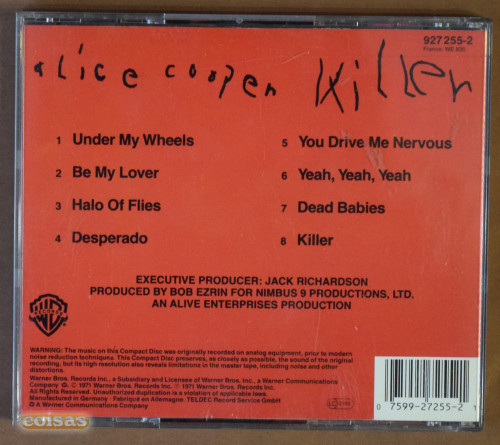 927 255-2
France: WE 835
alice cooper killer
1 Under My Wheels
2 Be My Lover
3 Halo Of Flies
4 Desperado
5 You Drive Me Nervous
6 Yeah, Yeah, Yeah
7 Dead Babies
8 Killer
EXECUTIVE PRODUCER: JACK RICHARDSON
PRODUCED BY BOB EZRIN FOR NIMBUS 9 PRODUCTIONS, LTD.
AN ALIVE ENTERPRISES PRODUCTION
WARNING: The music on this Compact Disc was originally recorded on analog equipment, prior to modern
noise reduction techniques. This Compact Disc preserves, as closely as possible, the sound of the original
recording, but its high resolution also reveals limitations in the master tape, including noise and other
distortions.
Warner Bros. Records Inc., a Subsidiary and Licensee of Warner Bros. Inc., a Warner Communications
Company. © 1971 Warner Bros. Records Inc. ℗ 1971 Warner Bros. Records Inc.
All Rights Reserved. Unauthorized duplication is a violation of applicable laws.
Manufactured in Germany · Fabriqué en Allemagne. TELDEC Record Service GmbH
A Warner Communications Company
0 7599-27255-2 1
coisas